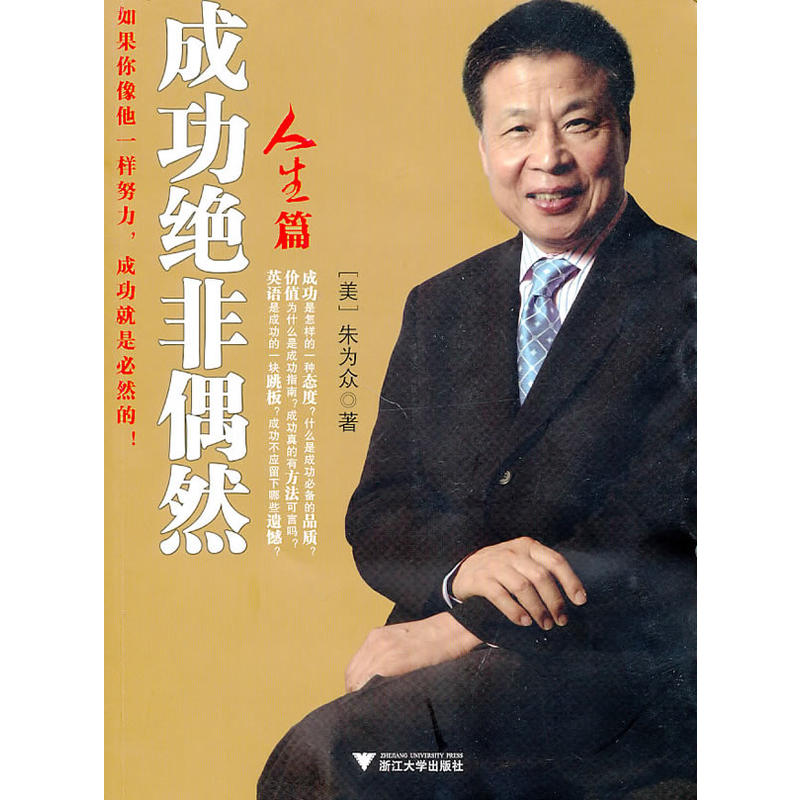 如果你像他一样努力，成功就是必然的！
成功绝非偶然
人生篇
成功是怎样的一种态度？什么是成功必备的品质？
价值为什么是成功指南？成功真的有方法可言吗？
英语是成功的一块跳板？成功不应留下哪些遗憾？
［美］朱为众◎著
ZHEJIANG UNIVERSITY PRESS
浙江大学出版社